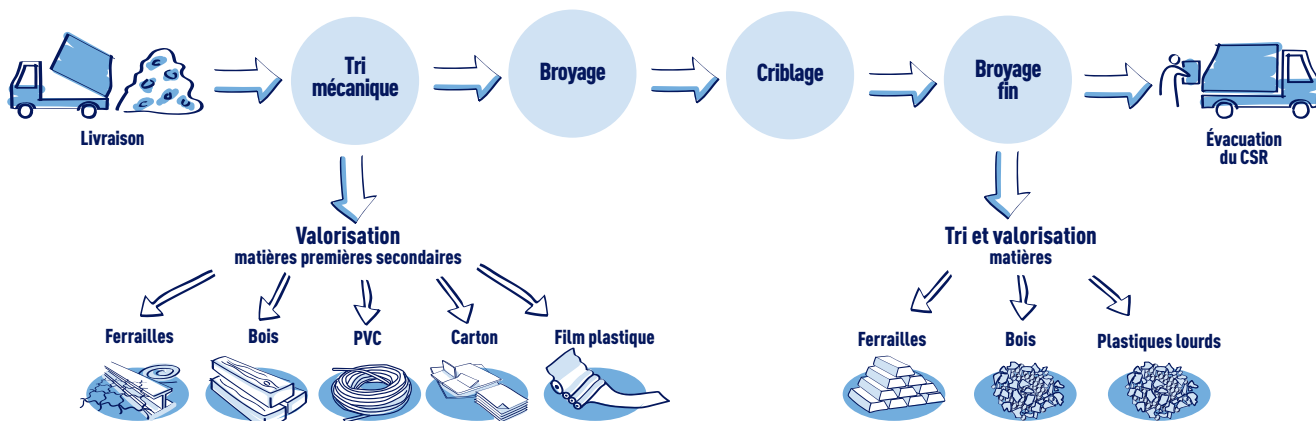 Livraison
Tri
mécanique
Broyage
Criblage
Broyage
fin
Évacuation
du CSR
Valorisation
matières premières secondaires
Ferrailles
Bois
PVC
Carton
Film plastique
Tri et valorisation
matières
Ferrailles
Bois
Plastiques lourds